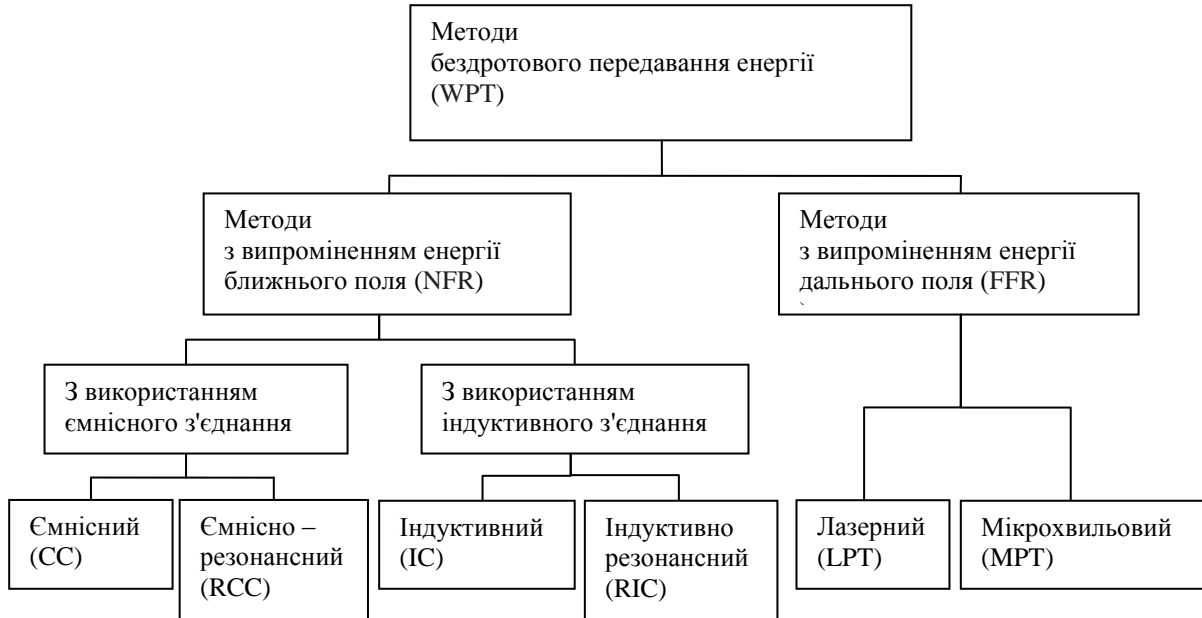 Методи
бездротового передавання енергії
(WPT)
Методи
з випроміненням енергії
ближнього поля (NFR)
Методи
з випроміненням енергії
дальнього поля (FFR)
`
З використанням
ємнісного з'єднання
З використанням
індуктивного з'єднання
Ємнісний
(CC)
Ємнісно –
резонансний
(RCC)
Індуктивний
(IC)
Індуктивно
резонансний
(RIC)
Лазерний
(LPT)
Мікрохвильовий
(MPT)